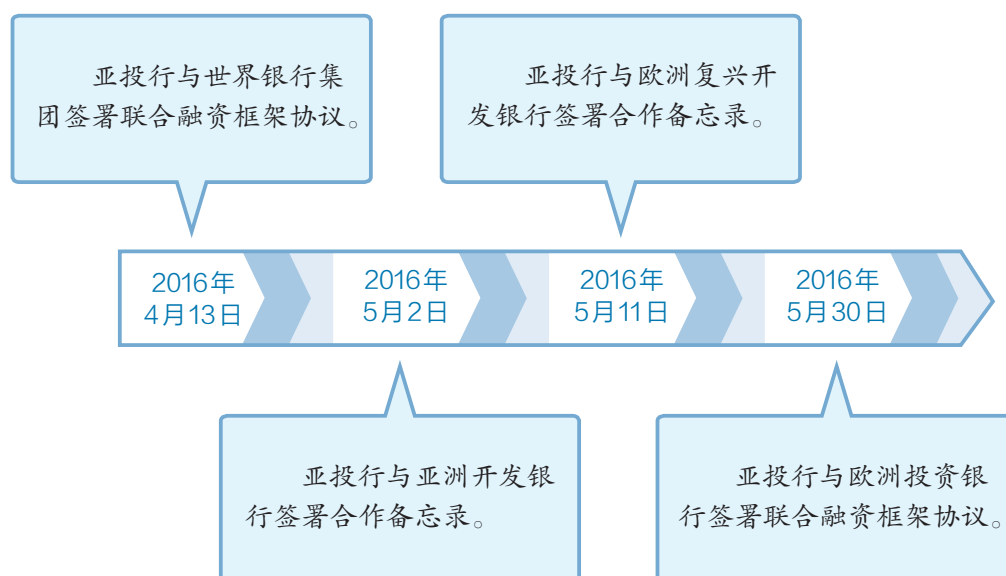 亚投行与世界银行集
团签署联合融资框架协议。
亚投行与欧洲复兴开
发银行签署合作备忘录。
2016年
4月13日
2016年
5月2日
2016年
5月11日
2016年
5月30日
亚投行与亚洲开发银
行签署合作备忘录。
亚投行与欧洲投资银
行签署联合融资框架协议。